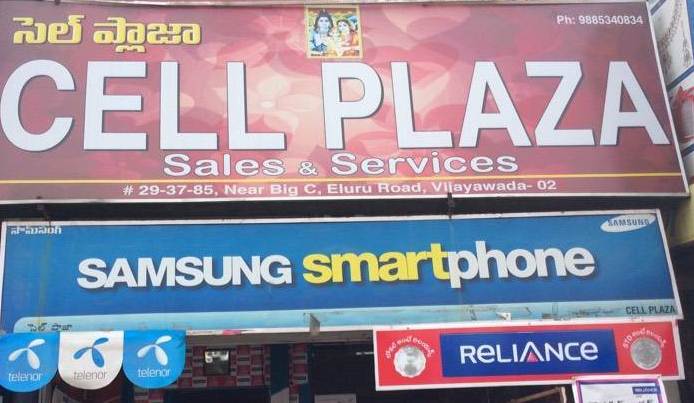 సెల్ ప్లాజా
Ph: 9885340834
CELL PLAZA
Sales & Services
# 29-37-85, Near Big C, Eluru Road, Vijayawada- 02
సామ్‌సంగ్
SAMSUNG
SAMSUNG smartphone
సెల్ ప్లాజా
CELL PLAZA
telenor
telenor
telenor
RELIANCE